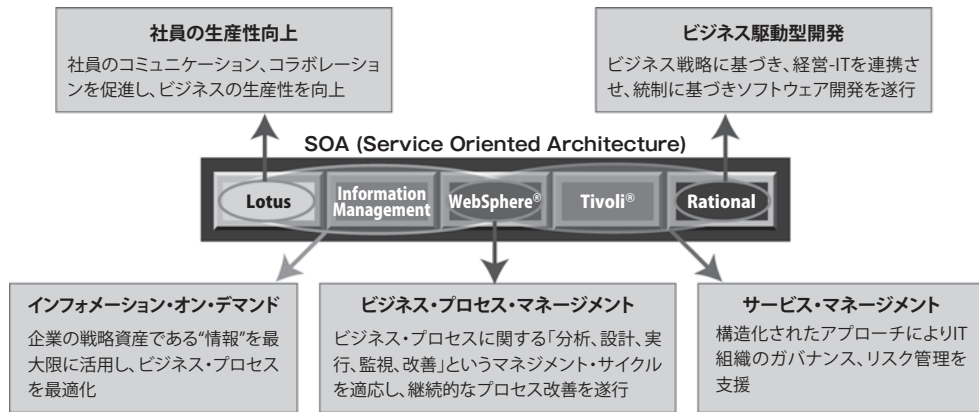 社員の生産性向上
社員のコミュニケーション、コラボレーショ
ンを促進し、ビジネスの生産性を向上
ビジネス駆動型開発
ビジネス戦略に基づき、経営-ITを連携さ
せ、統制に基づきソフトウェア開発を遂行
SOA (Service Oriented Architecture)
Lotus
Information
Management
WebSphere®
Tivoli®
Rational
インフォメーション・オン・デマンド
企業の戦略資産である“情報”を最
大限に活用し、ビジネス・プロセス
を最適化
ビジネス・プロセス・マネージメント
ビジネス・プロセスに関する「分析、設計、実
行、監視、改善」というマネジメント・サイクル
を適応し、継続的なプロセス改善を遂行
サービス・マネージメント
構造化されたアプローチによりIT
組織のガバナンス、リスク管理を
支援